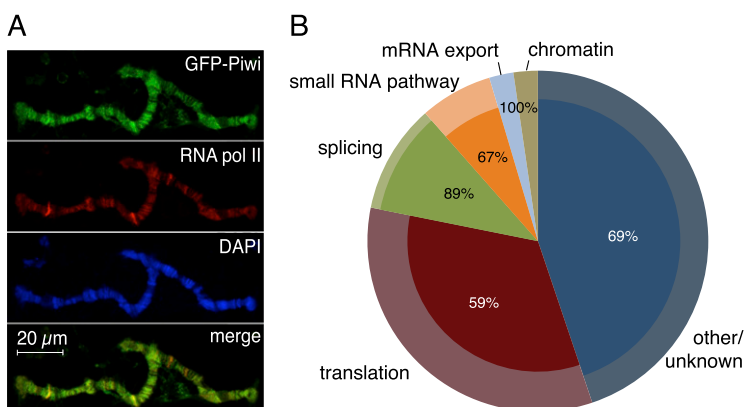 A
GFP-Piwi
RNA pol II
DAPI
merge
20 µm
B
mRNA export
chromatin
small RNA pathway
100%
splicing
67%
89%
69%
59%
other/
unknown
translation